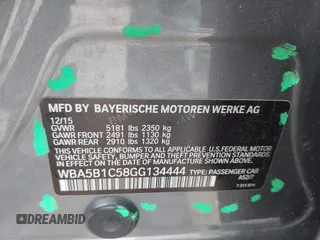 MFD BY BAYERISCHE MOTOREN WERKE AG
12/15
GVWR 5181 lbs 2350 kg
GAWR FRONT 2491 lbs 1130 kg
GAWR REAR 2910 lbs 1320 kg
THIS VEHICLE CONFORMS TO ALL APPLICABLE U.S. FEDERAL MOTOR
VEHICLE SAFETY, BUMPER, AND THEFT PREVENTION STANDARDS
IN EFFECT ON THE DATE OF MANUFACTURE SHOWN ABOVE.
WBA5B1C58GG134444 TYPE: PASSENGER CAR
A52/7
DREAMBID